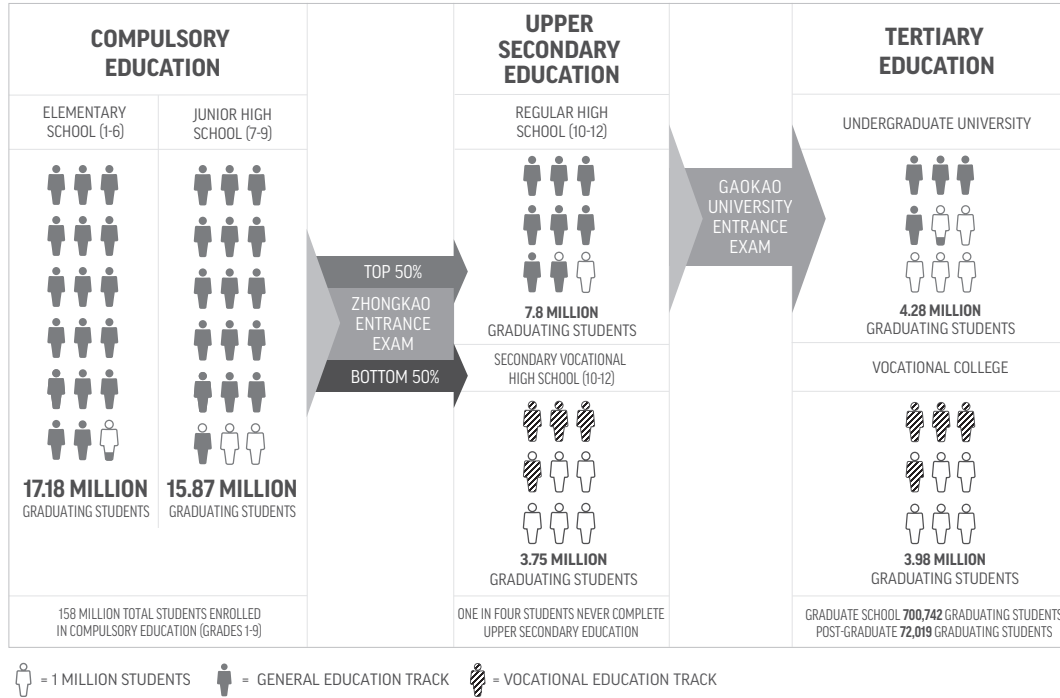 COMPULSORY
EDUCATION
ELEMENTARY
SCHOOL (1-6)
JUNIOR HIGH
SCHOOL (7-9)
17.18 MILLION
GRADUATING STUDENTS
15.87 MILLION
GRADUATING STUDENTS
158 MILLION TOTAL STUDENTS ENROLLED
IN COMPULSORY EDUCATION (GRADES 1-9)
TOP 50%
ZHONGKAO
ENTRANCE
EXAM
BOTTOM 50%
UPPER
SECONDARY
EDUCATION
REGULAR HIGH
SCHOOL (10-12)
7.8 MILLION
GRADUATING STUDENTS
SECONDARY VOCATIONAL
HIGH SCHOOL (10-12)
3.75 MILLION
GRADUATING STUDENTS
ONE IN FOUR STUDENTS NEVER COMPLETE
UPPER SECONDARY EDUCATION
GAOKAO
UNIVERSITY
ENTRANCE
EXAM
TERTIARY
EDUCATION
UNDERGRADUATE UNIVERSITY
4.28 MILLION
GRADUATING STUDENTS
VOCATIONAL COLLEGE
3.98 MILLION
GRADUATING STUDENTS
GRADUATE SCHOOL 700,742 GRADUATING STUDENTS
POST-GRADUATE 72,019 GRADUATING STUDENTS
= 1 MILLION STUDENTS
= GENERAL EDUCATION TRACK
= VOCATIONAL EDUCATION TRACK